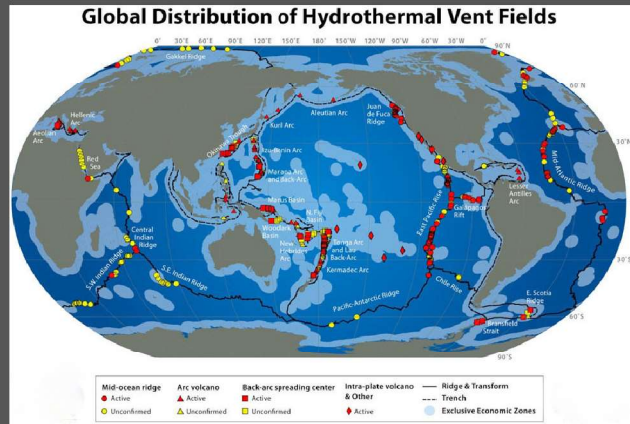 Global Distribution of Hydrothermal Vent Fields
0° 30°E 60°E 90°E 120°E 150°E 180°W 150°W 120°W 90°W 60°W 30°W 0°
90°N
Gakkel Ridge
60°N
Aleutian Arc
Juan
de Fuca
Ridge
Kuril Arc
Hellenic
Arc
Aeolian
Arc
Okinawa Trough
30°N
Izu-Bonin Arc
Red
Sea
Mid-Atlantic Ridge
Mariana Arc
and Back-Arc
Lesser
Antilles
Arc
Manus Basin
Galapagos
Rift
0°
N. Fiji
Basin
Woodlark
Basin
East Pacific Rise
Central
Indian
Ridge
New
Hebrides
Arc
Tonga Arc
and Lau
Back-Arc
S.W. Indian Ridge
S.E. Indian Ridge
Kermadec Arc
30°S
Chile Rise
Pacific-Antarctic Ridge
E. Scotia
Ridge
60°S
Bransfield
Strait
90°S
Mid-ocean ridge
Active
Unconfirmed
Arc volcano
Active
Unconfirmed
Back-arc spreading center
Active
Unconfirmed
Intra-plate volcano
& Other
Active
Ridge & Transform
Trench
Exclusive Economic Zones